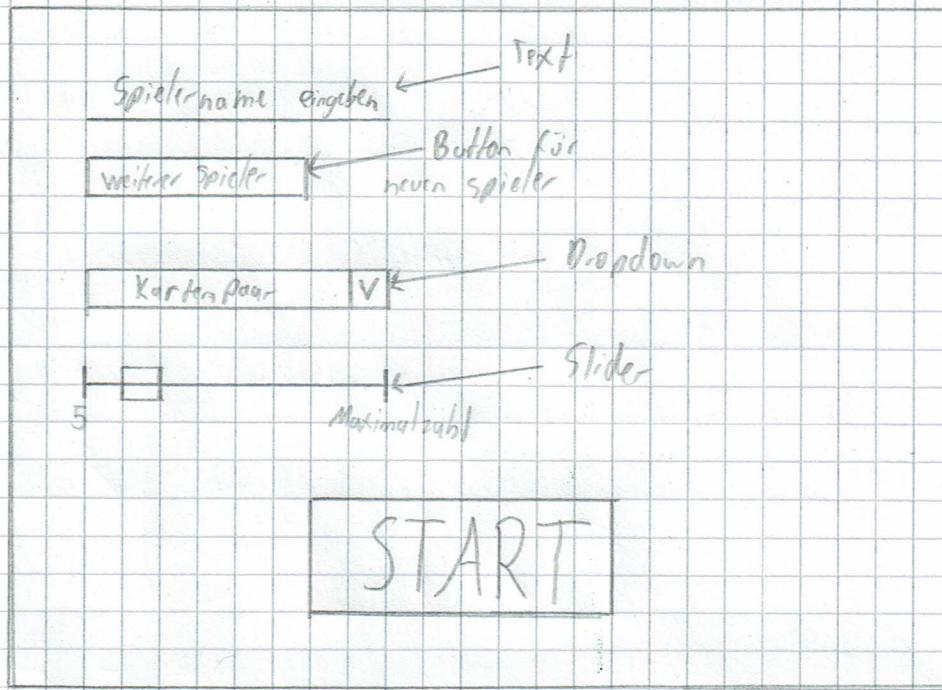 Text
Spielername eingeben
Button für
neuen spieler
weiterer Spieler
Dropdown
Kartenpaar V
Slider
5
Maximalzahl
START